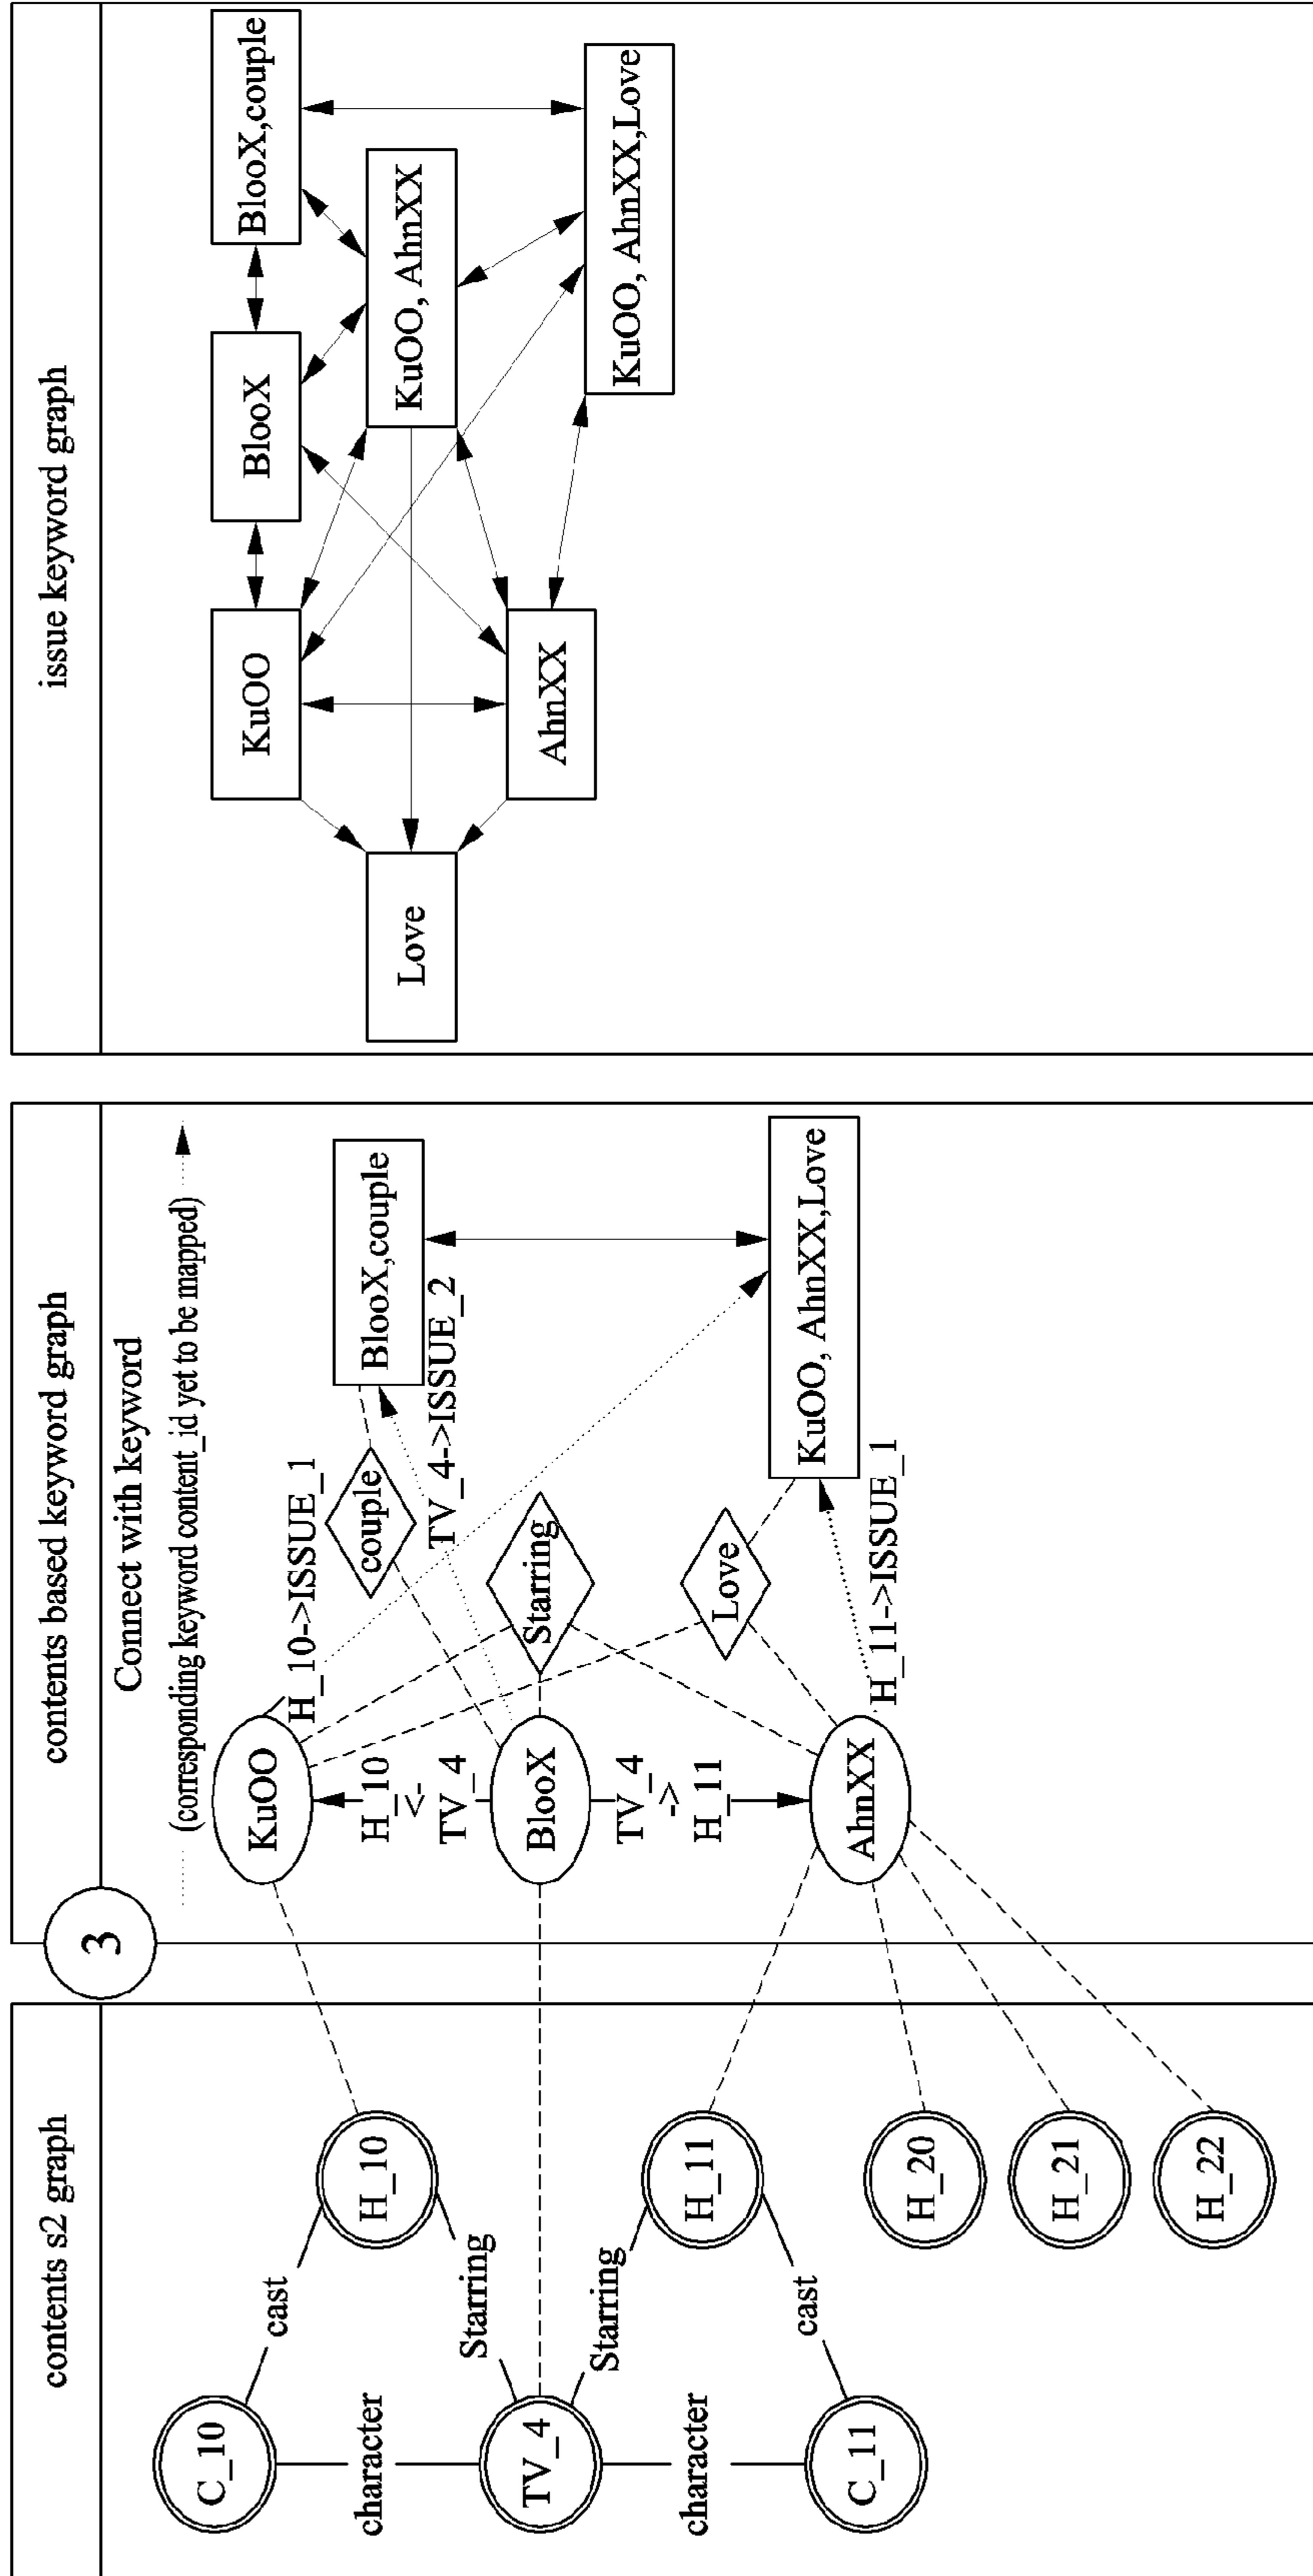 contents s2 graph
C_10
cast
H_10
character
Starring
TV_4
Starring
H_11
character
cast
C_11
H_20
H_21
H_22
3
contents based keyword graph
Connect with keyword
(corresponding keyword content_id yet to be mapped)
KuOO
H_10->ISSUE_1
H_10
<-
TV_4
couple
BlooX,couple
TV_4->ISSUE_2
BlooX
Starring
TV_4
->
H_11
Love
KuOO, AhnXX,Love
AhnXX
H_11->ISSUE_1
issue keyword graph
KuOO
BlooX
BlooX,couple
Love
KuOO, AhnXX
AhnXX
KuOO, AhnXX,Love